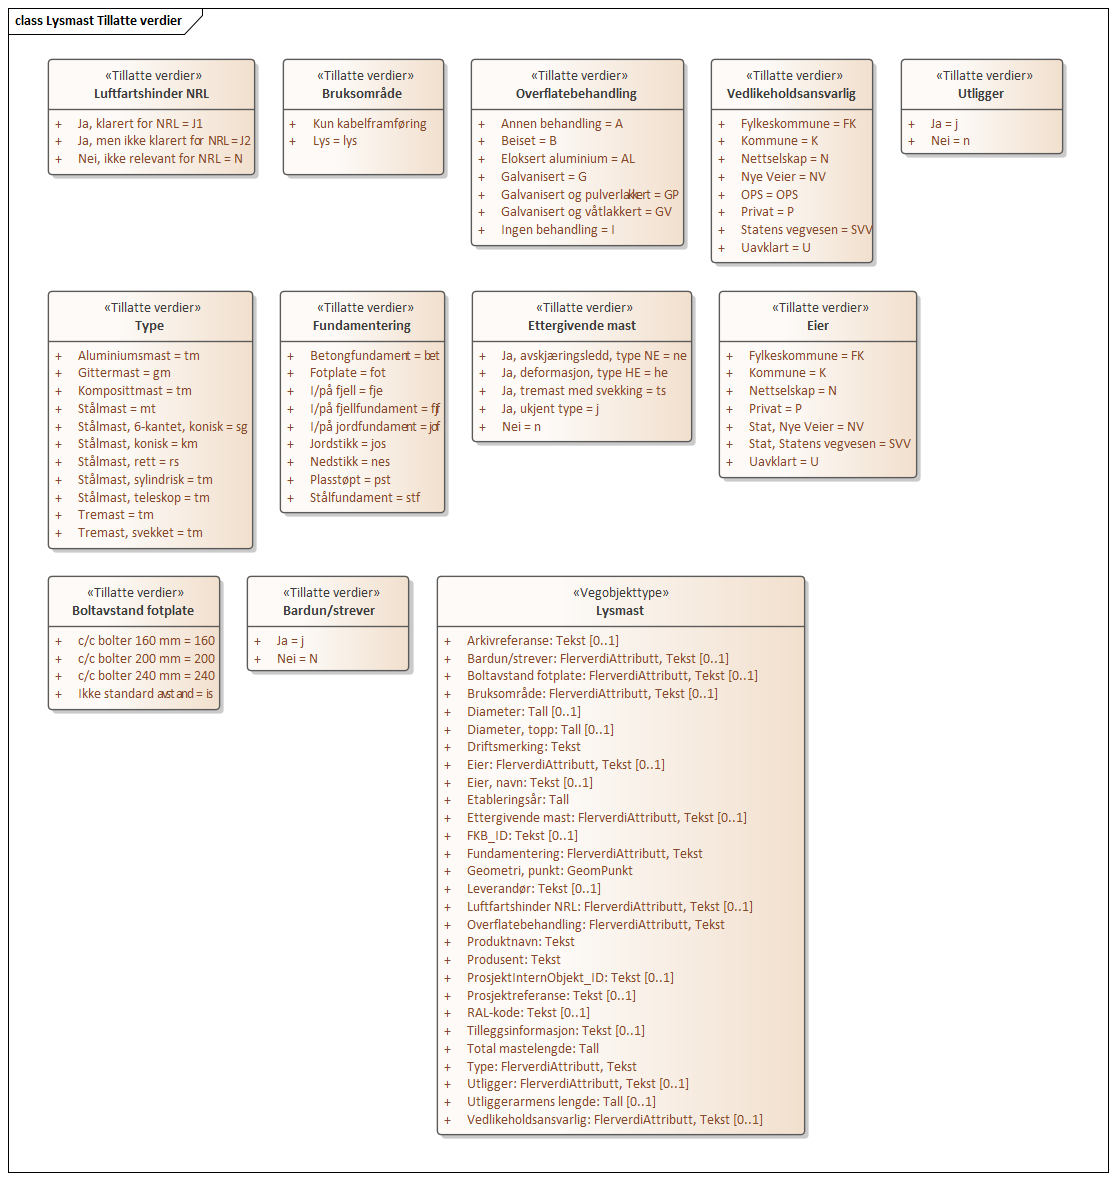 class Lysmast Tillatte verdier
«Tillatte verdier»
Luftfartshinder NRL
+ Ja, klarert for NRL = J1
+ Ja, men ikke klarert for NRL = J2
+ Nei, ikke relevant for NRL = N
«Tillatte verdier»
Bruksområde
+ Kun kabelframføring
+ Lys = lys
«Tillatte verdier»
Overflatebehandling
+ Annen behandling = A
+ Beiset = B
+ Eloksert aluminium = AL
+ Galvanisert = G
+ Galvanisert og pulverlakkert = GP
+ Galvanisert og våtlakkert = GV
+ Ingen behandling = I
«Tillatte verdier»
Vedlikeholdsansvarlig
+ Fylkeskommune = FK
+ Kommune = K
+ Nettselskap = N
+ Nye Veier = NV
+ OPS = OPS
+ Privat = P
+ Statens vegvesen = SVV
+ Uavklart = U
«Tillatte verdier»
Utligger
+ Ja = j
+ Nei = n
«Tillatte verdier»
Type
+ Aluminiumsmast = tm
+ Gittermast = gm
+ Komposittmast = tm
+ Stålmast = mt
+ Stålmast, 6-kantet, konisk = sg
+ Stålmast, konisk = km
+ Stålmast, rett = rs
+ Stålmast, sylindrisk = tm
+ Stålmast, teleskop = tm
+ Tremast = tm
+ Tremast, svekket = tm
«Tillatte verdier»
Fundamentering
+ Betongfundament = bet
+ Fotplate = fot
+ I/på fjell = fje
+ I/på fjellfundament = fjf
+ I/på jordfundament = jof
+ Jordstikk = jos
+ Nedstikk = nes
+ Plasstøpt = pst
+ Stålfundament = stf
«Tillatte verdier»
Ettergivende mast
+ Ja, avskjæringsledd, type NE = ne
+ Ja, deformasjon, type HE = he
+ Ja, tremast med svekking = ts
+ Ja, ukjent type = j
+ Nei = n
«Tillatte verdier»
Eier
+ Fylkeskommune = FK
+ Kommune = K
+ Nettselskap = N
+ Privat = P
+ Stat, Nye Veier = NV
+ Stat, Statens vegvesen = SVV
+ Uavklart = U
«Tillatte verdier»
Boltavstand fotplate
+ c/c bolter 160 mm = 160
+ c/c bolter 200 mm = 200
+ c/c bolter 240 mm = 240
+ Ikke standard avstand = is
«Tillatte verdier»
Bardun/strever
+ Ja = j
+ Nei = N
«Vegobjekttype»
Lysmast
+ Arkivreferanse: Tekst [0..1]
+ Bardun/strever: FlerverdiAttributt, Tekst [0..1]
+ Boltavstand fotplate: FlerverdiAttributt, Tekst [0..1]
+ Bruksområde: FlerverdiAttributt, Tekst [0..1]
+ Diameter: Tall [0..1]
+ Diameter, topp: Tall [0..1]
+ Driftsmerking: Tekst
+ Eier: FlerverdiAttributt, Tekst [0..1]
+ Eier, navn: Tekst [0..1]
+ Etableringsår: Tall
+ Ettergivende mast: FlerverdiAttributt, Tekst [0..1]
+ FKB_ID: Tekst [0..1]
+ Fundamentering: FlerverdiAttributt, Tekst
+ Geometri, punkt: GeomPunkt
+ Leverandør: Tekst [0..1]
+ Luftfartshinder NRL: FlerverdiAttributt, Tekst [0..1]
+ Overflatebehandling: FlerverdiAttributt, Tekst
+ Produktnavn: Tekst
+ Produsent: Tekst
+ ProsjektInternObjekt_ID: Tekst [0..1]
+ Prosjektreferanse: Tekst [0..1]
+ RAL-kode: Tekst [0..1]
+ Tilleggsinformasjon: Tekst [0..1]
+ Total mastelengde: Tall
+ Type: FlerverdiAttributt, Tekst
+ Utligger: FlerverdiAttributt, Tekst [0..1]
+ Utliggerarmens lengde: Tall [0..1]
+ Vedlikeholdsansvarlig: FlerverdiAttributt, Tekst [0..1]